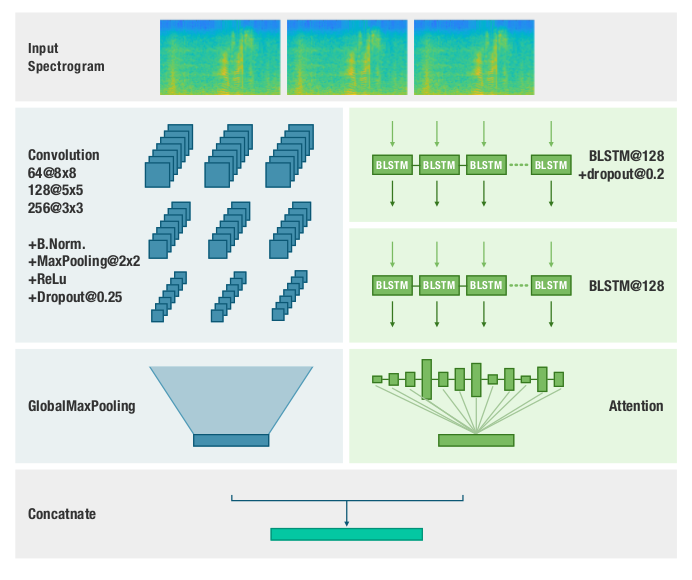 Input
Spectrogram
Convolution
64@8x8
128@5x5
256@3x3
+B.Norm.
+MaxPooling@2x2
+ReLu
+Dropout@0.25
BLSTM BLSTM BLSTM BLSTM
BLSTM@128
+dropout@0.2
BLSTM BLSTM BLSTM BLSTM
BLSTM@128
GlobalMaxPooling
Attention
Concatnate